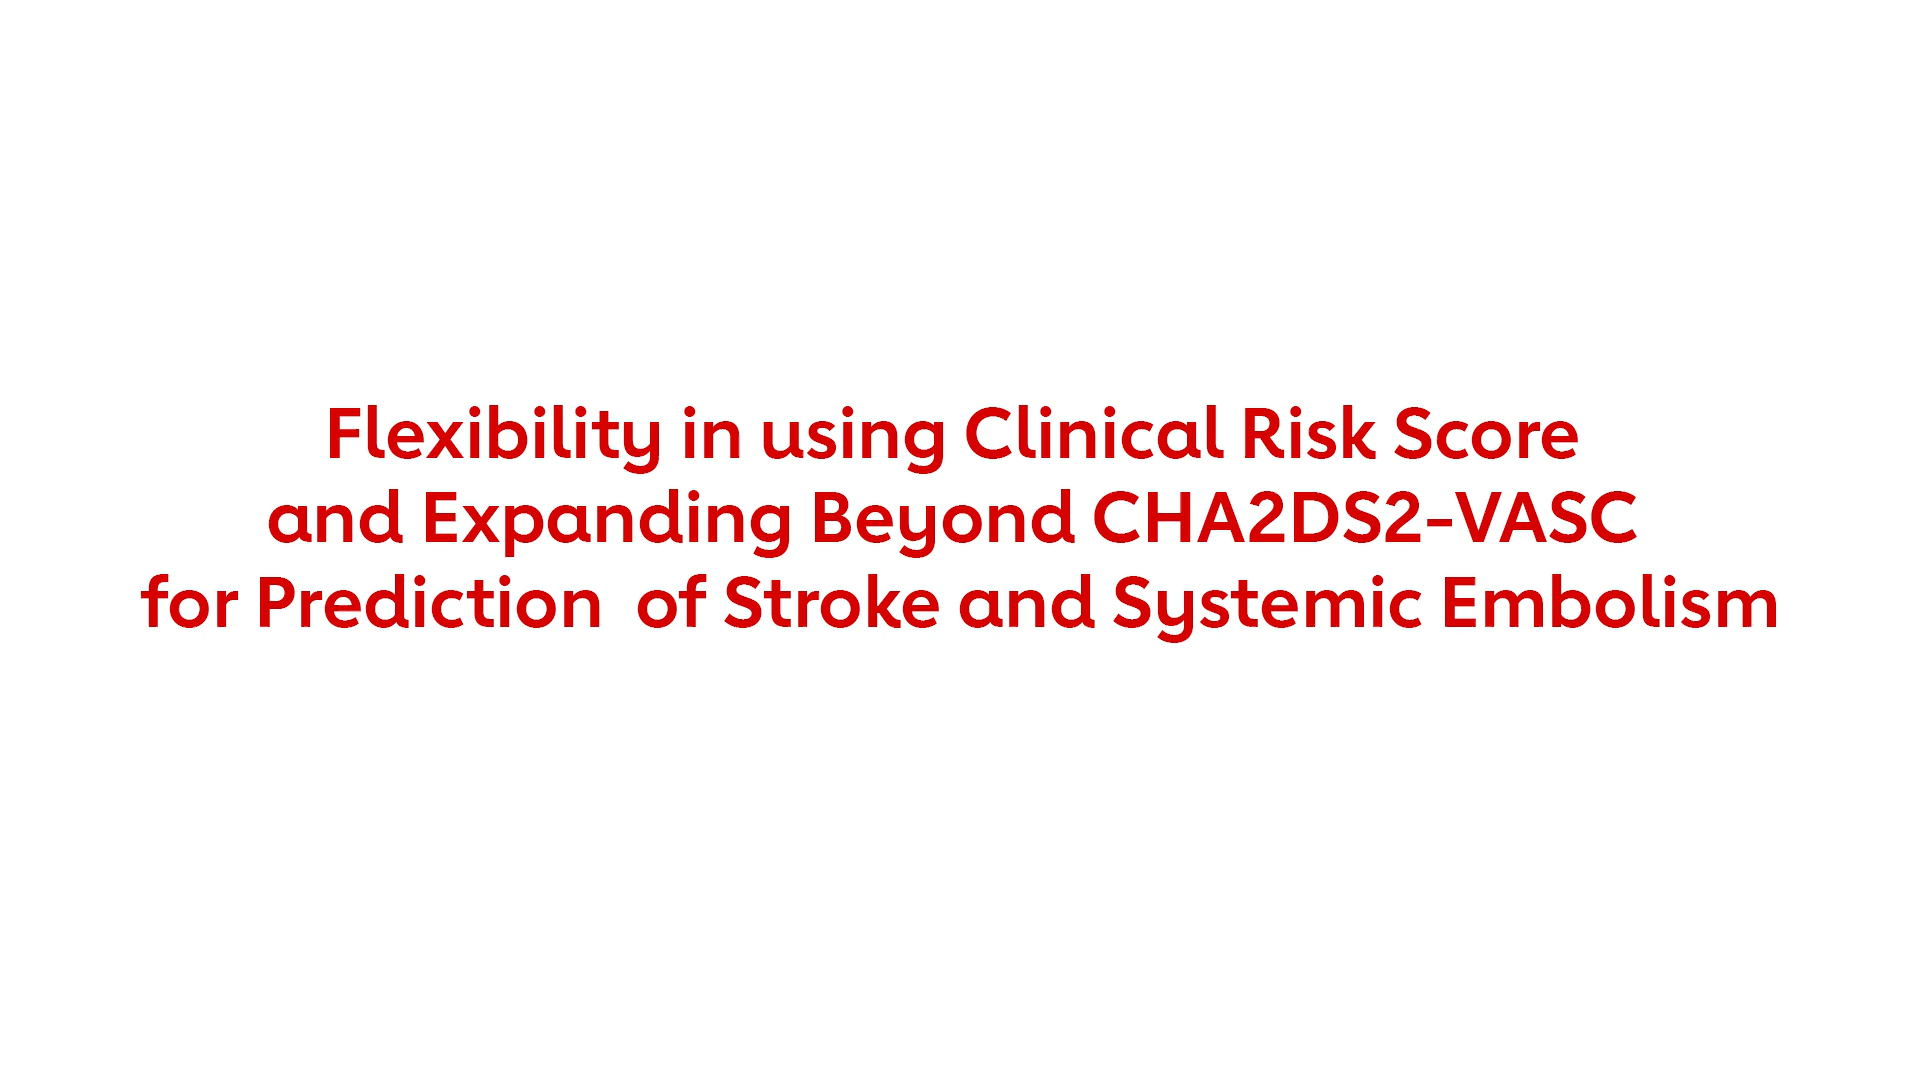 Flexibility in using Clinical Risk Score
and Expanding Beyond CHA2DS2-VASC
for Prediction  of Stroke and Systemic Embolism